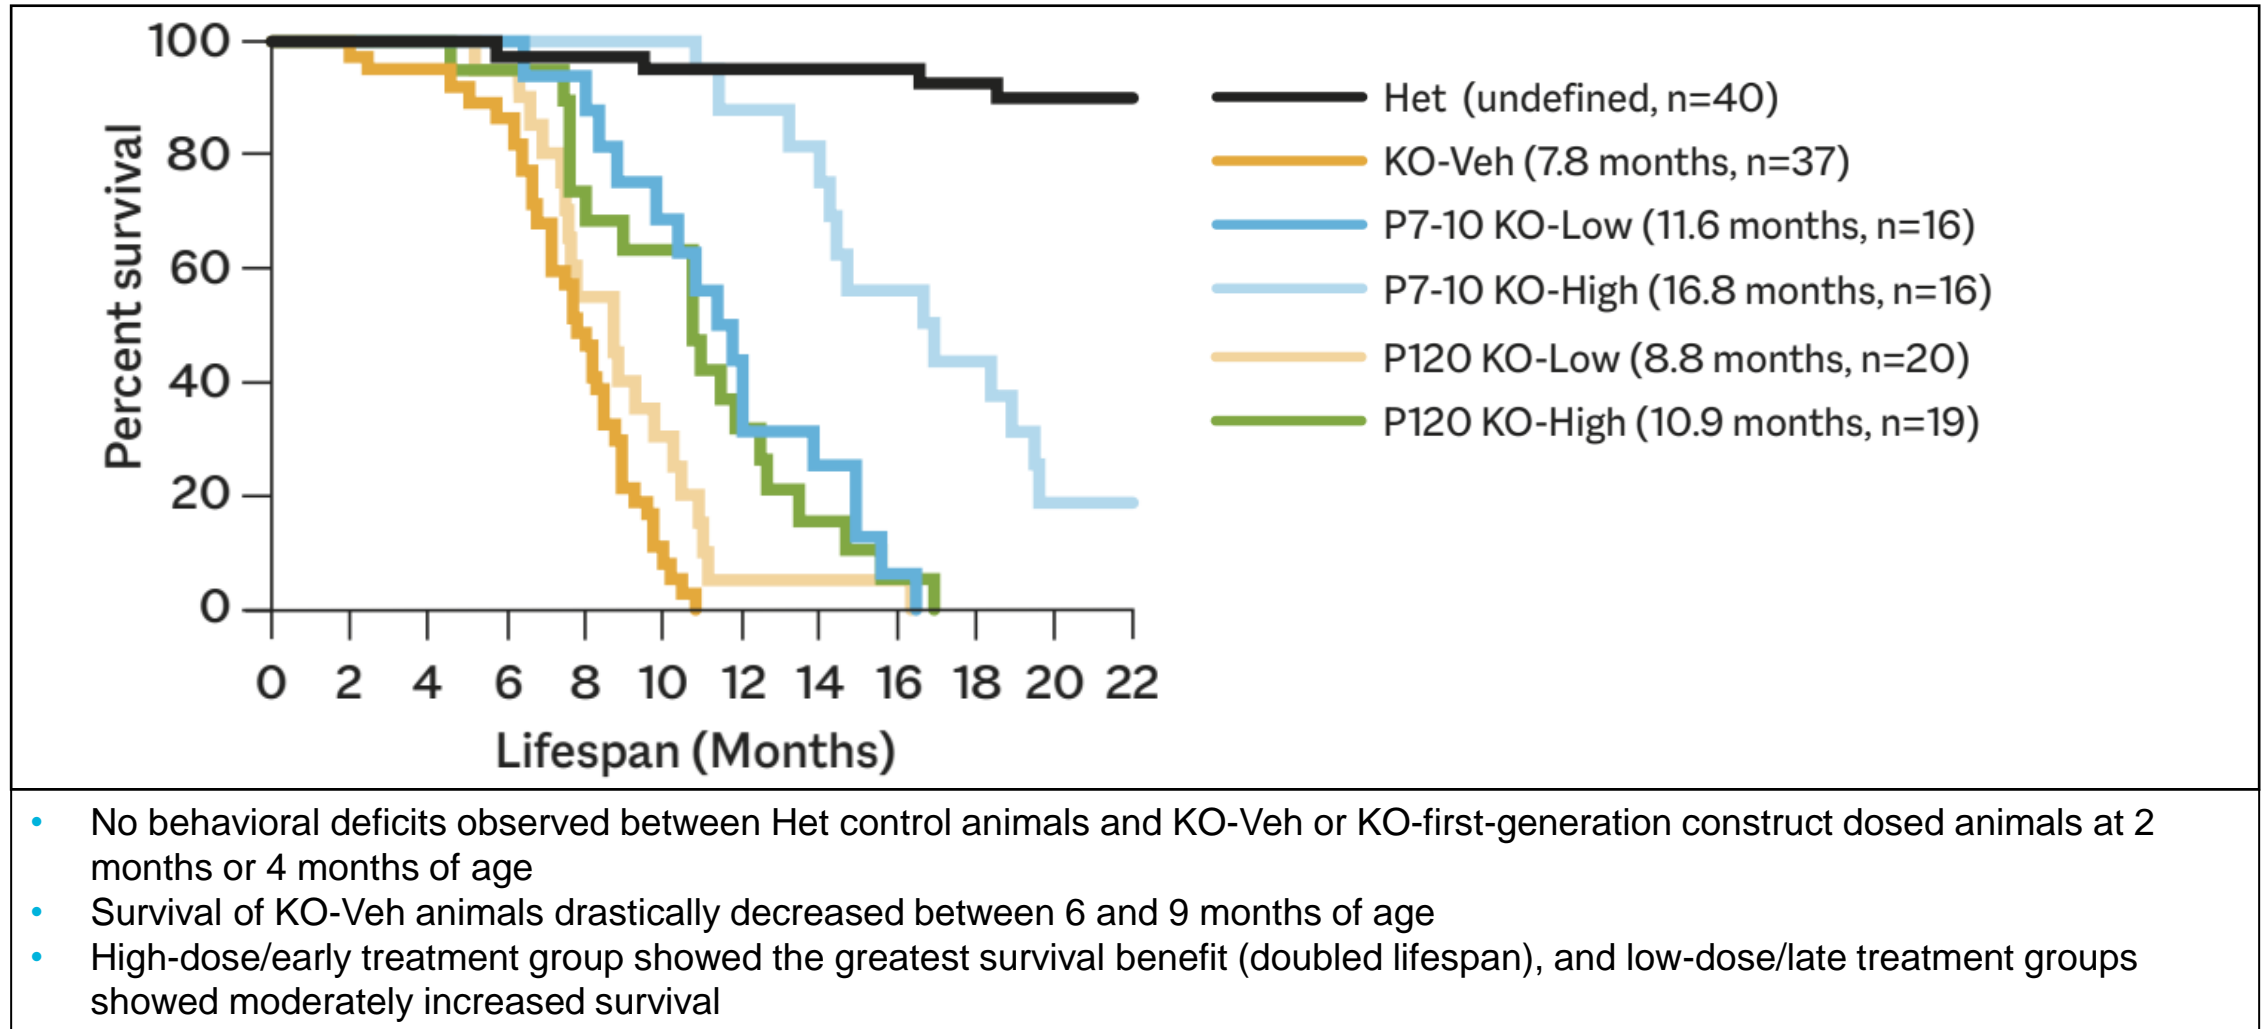 100
80
60
40
20
0
Percent survival
0 2 4 6 8 10 12 14 16 18 20 22
Lifespan (Months)
Het (undefined, n=40)
KO-Veh (7.8 months, n=37)
P7-10 KO-Low (11.6 months, n=16)
P7-10 KO-High (16.8 months, n=16)
P120 KO-Low (8.8 months, n=20)
P120 KO-High (10.9 months, n=19)
• No behavioral deficits observed between Het control animals and KO-Veh or KO-first-generation construct dosed animals at 2
months or 4 months of age
• Survival of KO-Veh animals drastically decreased between 6 and 9 months of age
• High-dose/early treatment group showed the greatest survival benefit (doubled lifespan), and low-dose/late treatment groups
showed moderately increased survival